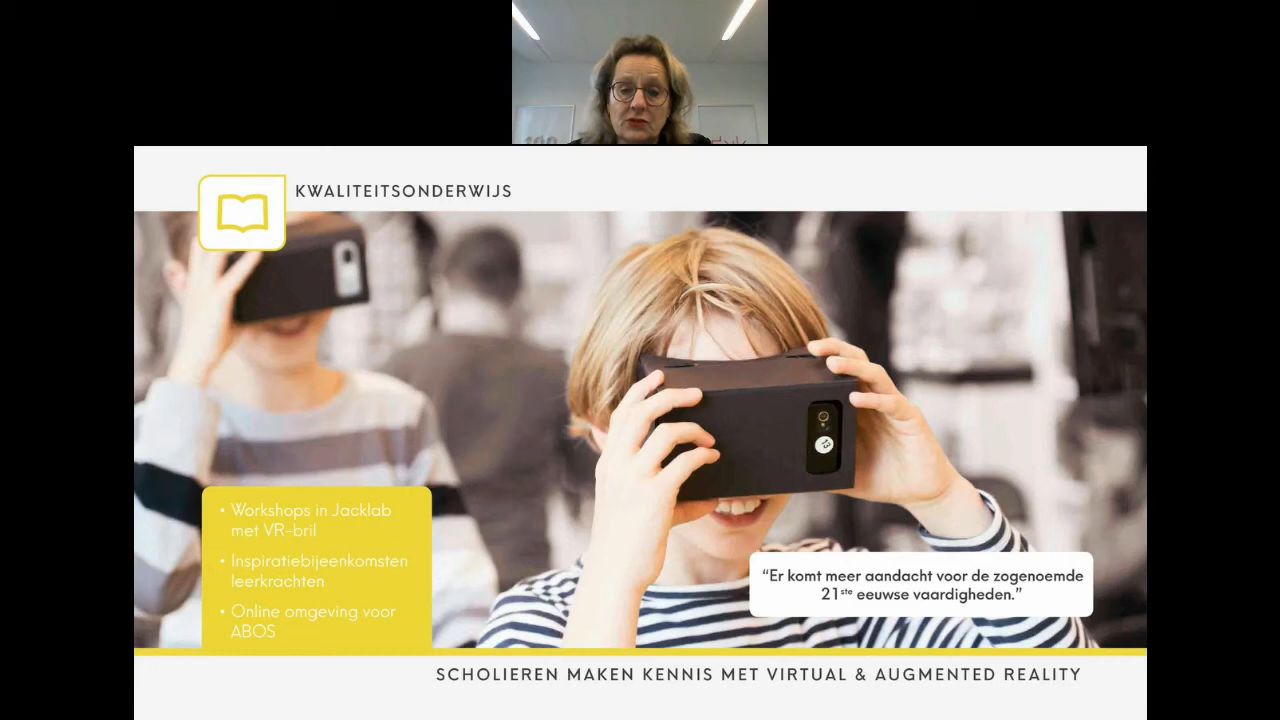 KWALITEITSONDERWIJS
• Workshops in Jacklab
met VR-bril
• Inspiratiebijeenkomsten
leerkrachten
• Online omgeving voor
ABOS
“Er komt meer aandacht voor de zogenoemde
21ste eeuwse vaardigheden.”
SCHOLIEREN MAKEN KENNIS MET VIRTUAL & AUGMENTED REALITY